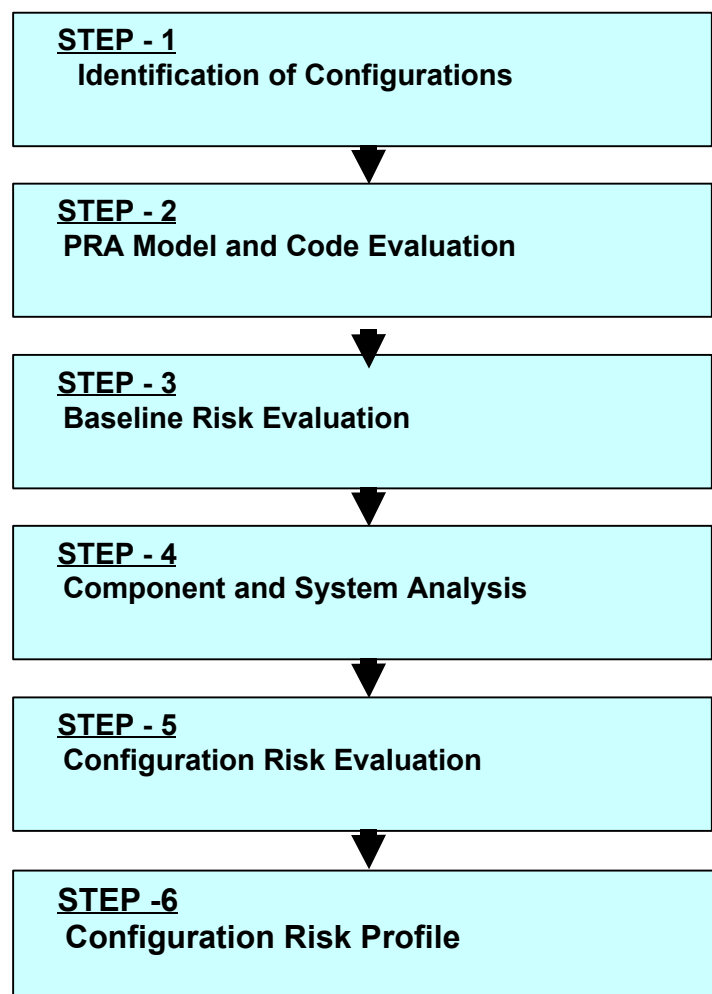 STEP - 1
Identification of Configurations
STEP - 2
PRA Model and Code Evaluation
STEP - 3
Baseline Risk Evaluation
STEP - 4
Component and System Analysis
STEP - 5
Configuration Risk Evaluation
STEP -6
Configuration Risk Profile